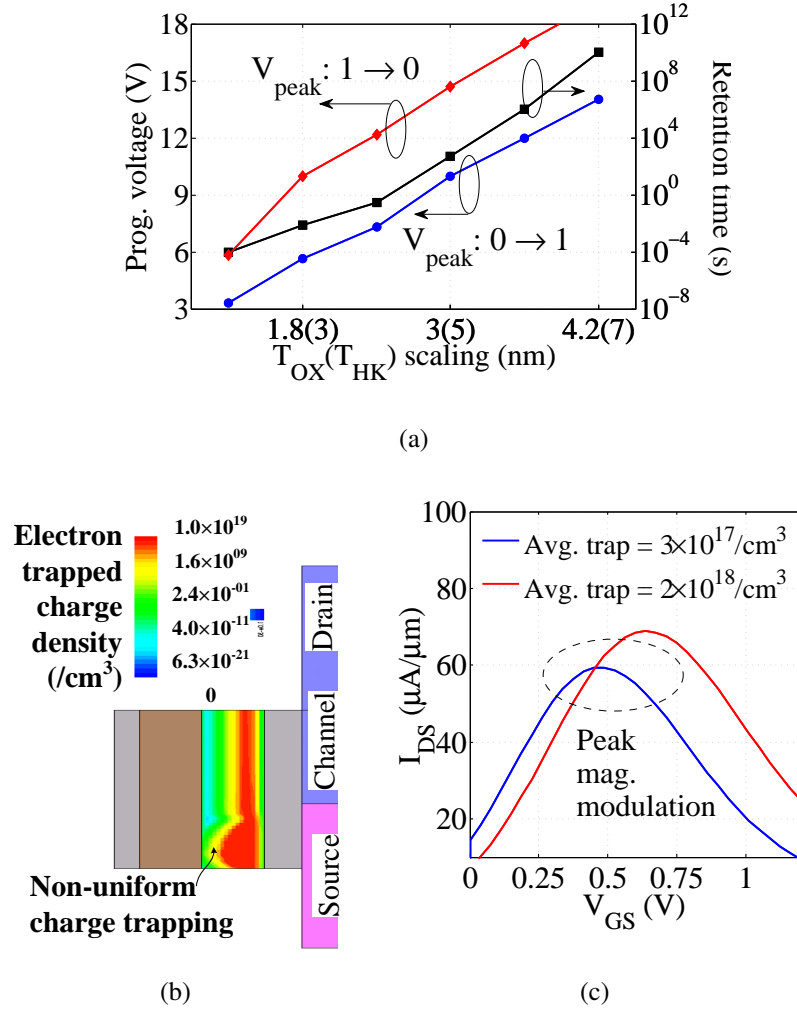 18
15
12
9
6
3
Prog. voltage (V)
V_peak: 1 → 0
V_peak: 0 → 1
10^12
10^8
10^4
10^0
10^-4
10^-8
Retention time (s)
1.8(3) 3(5) 4.2(7)
T_OX(T_HK) scaling (nm)
(a)
Electron
trapped
charge
density
(/cm^3)
1.0×10^19
1.6×10^09
2.4×10^-01
4.0×10^-11
6.3×10^-21
0
Drain
Channel
Source
Non-uniform
charge trapping
(b)
100
80
60
40
20
I_DS (μA/μm)
Avg. trap = 3×10^17/cm^3
Avg. trap = 2×10^18/cm^3
Peak
mag.
modulation
0 0.25 0.5 0.75 1
V_GS (V)
(c)